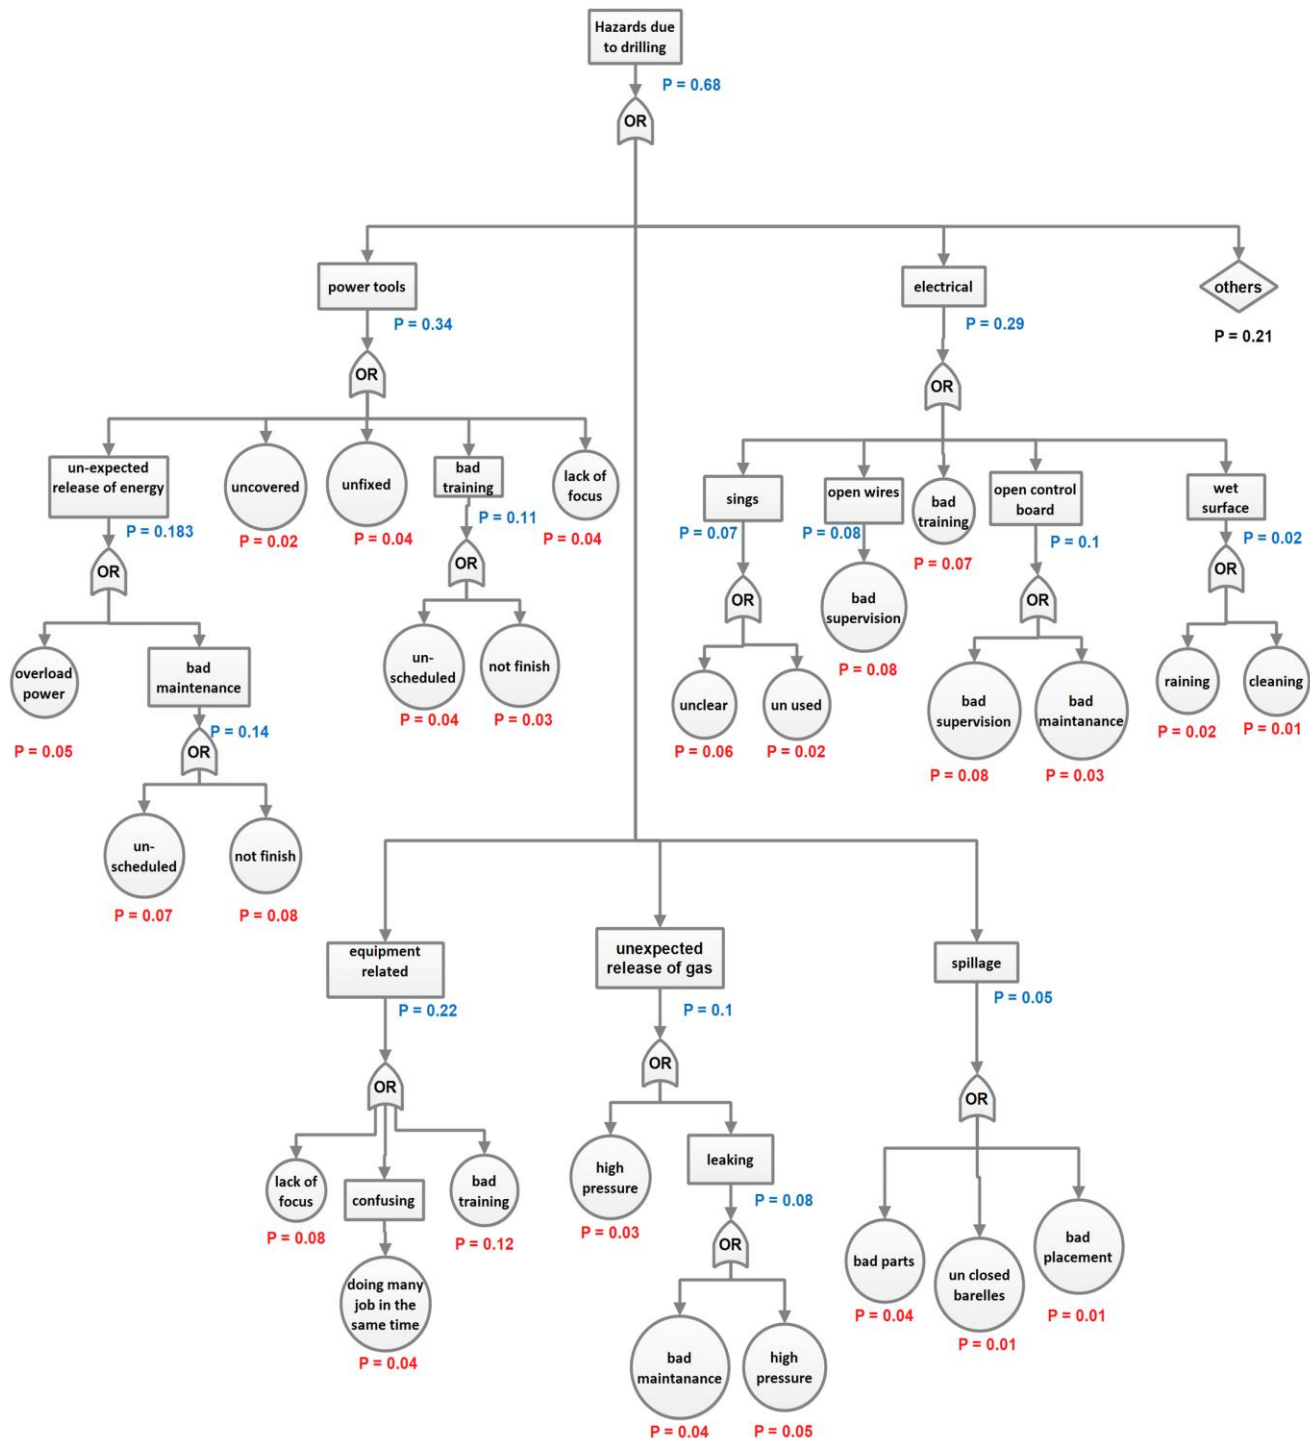 Hazards due
to drilling
P = 0.68
OR
power tools
P = 0.34
OR
electrical
P = 0.29
OR
others
P = 0.21
un-expected
release of energy
P = 0.183
OR
uncovered
P = 0.02
unfixed
P = 0.04
bad
training
P = 0.11
OR
lack of
focus
P = 0.04
overload
power
P = 0.05
bad
maintenance
P = 0.14
OR
un-
scheduled
P = 0.04
not finish
P = 0.03
un-
scheduled
P = 0.07
not finish
P = 0.08
sings
P = 0.07
OR
open wires
P = 0.08
bad
supervision
P = 0.08
bad
training
P = 0.07
open control
board
P = 0.1
OR
wet
surface
P = 0.02
OR
unclear
P = 0.06
un used
P = 0.02
bad
supervision
P = 0.08
bad
maintanance
P = 0.03
raining
P = 0.02
cleaning
P = 0.01
equipment
related
P = 0.22
OR
unexpected
release of gas
P = 0.1
OR
spillage
P = 0.05
OR
lack of
focus
P = 0.08
confusing
bad
training
P = 0.12
doing many
job in the
same time
P = 0.04
high
pressure
P = 0.03
leaking
P = 0.08
OR
bad
maintanance
P = 0.04
high
pressure
P = 0.05
bad parts
P = 0.04
un closed
barelles
P = 0.01
bad
placement
P = 0.01